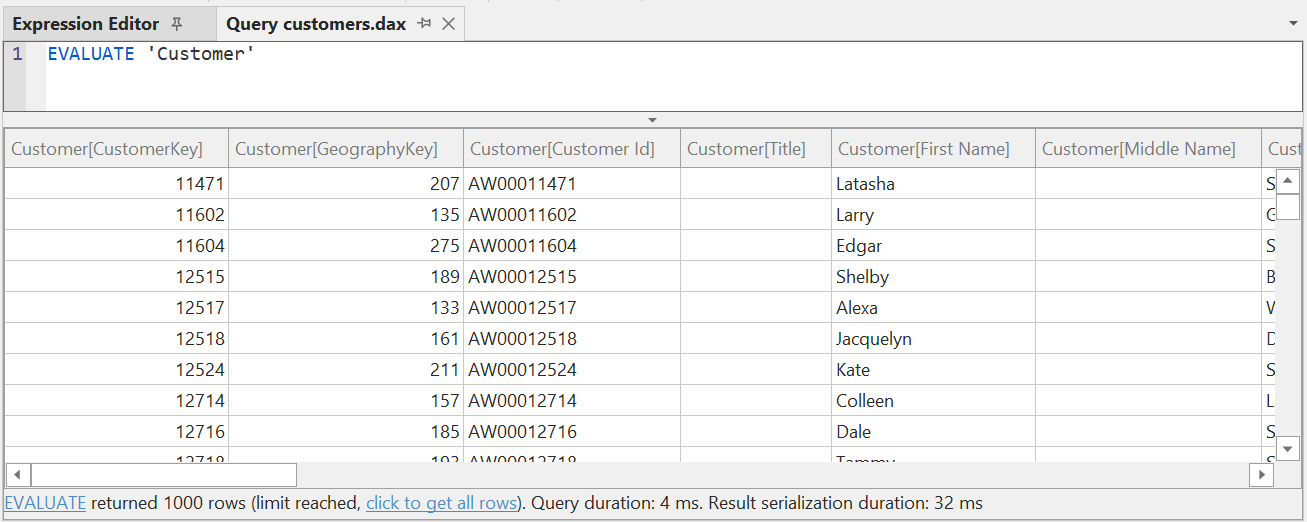 Expression Editor Query customers.dax
1 EVALUATE 'Customer'
Customer[CustomerKey] Customer[GeographyKey] Customer[Customer Id] Customer[Title] Customer[First Name] Customer[Middle Name] Cust
11471 207 AW00011471 Latasha S
11602 135 AW00011602 Larry G
11604 275 AW00011604 Edgar S
12515 189 AW00012515 Shelby B
12517 133 AW00012517 Alexa W
12518 161 AW00012518 Jacquelyn D
12524 211 AW00012524 Kate S
12714 157 AW00012714 Colleen L
12716 185 AW00012716 Dale S
12718 193 AW00012718 Tammy S
EVALUATE returned 1000 rows (limit reached, click to get all rows). Query duration: 4 ms. Result serialization duration: 32 ms